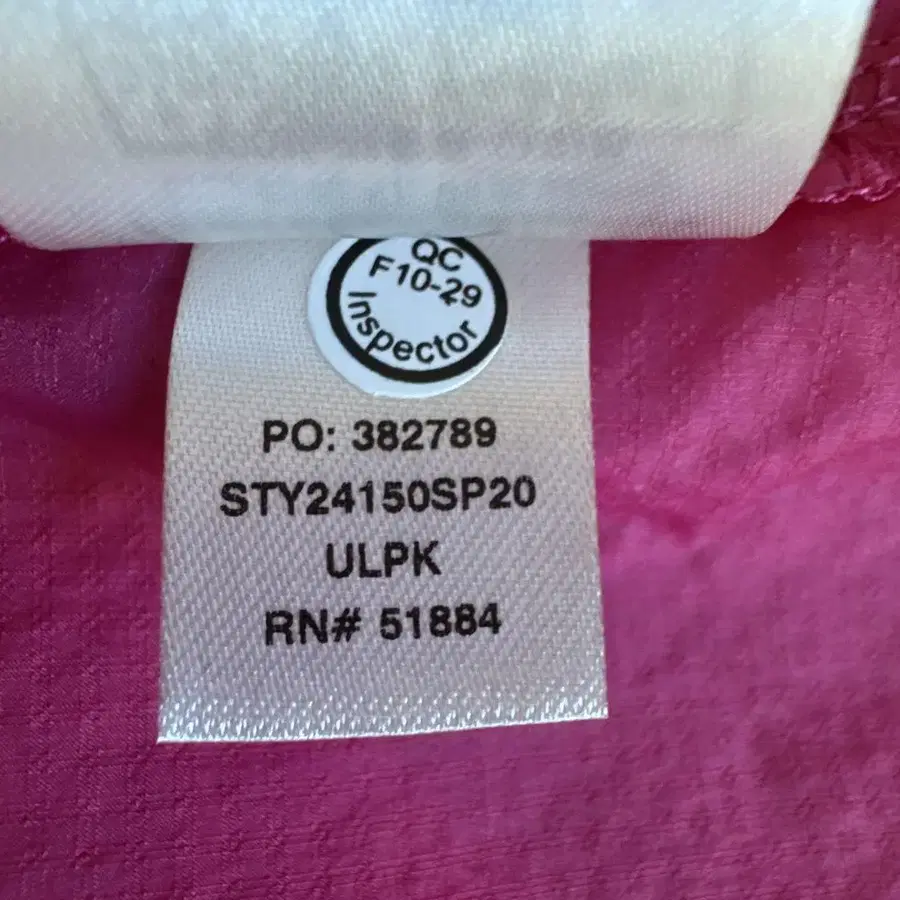 QC
F10-29
Inspector
PO: 382789
STY24150SP20
ULPK
RN# 51884